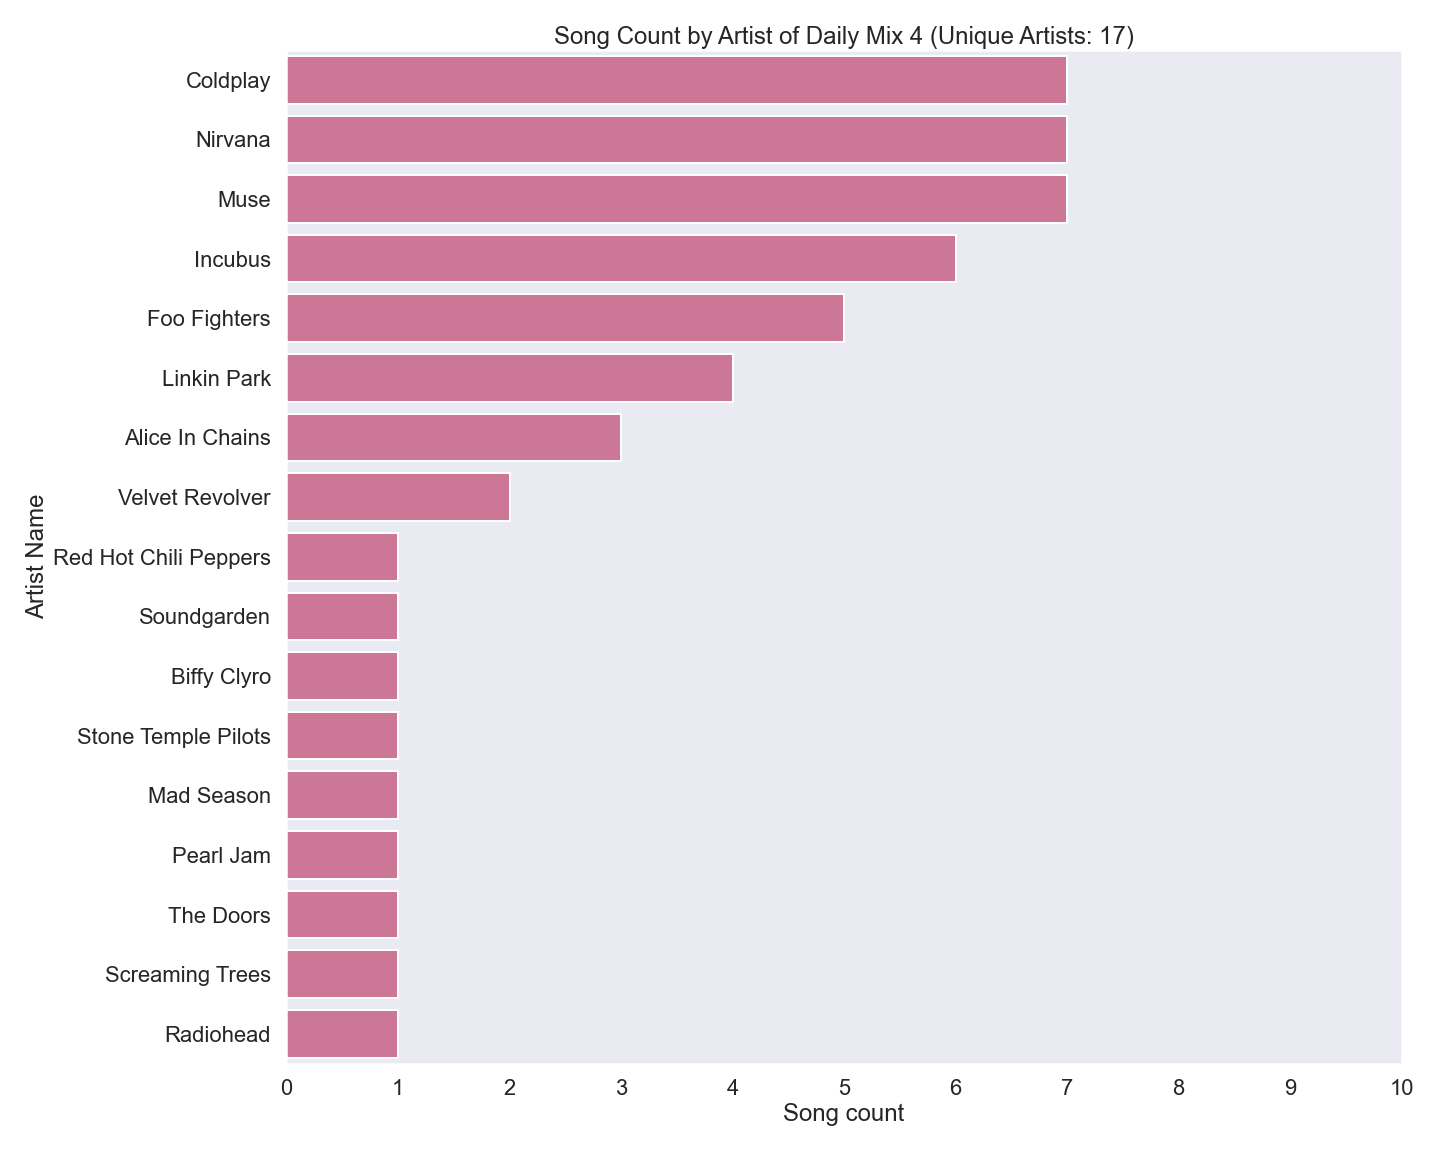 Song Count by Artist of Daily Mix 4 (Unique Artists: 17)
Coldplay
Nirvana
Muse
Incubus
Foo Fighters
Linkin Park
Alice In Chains
Velvet Revolver
Red Hot Chili Peppers
Soundgarden
Biffy Clyro
Stone Temple Pilots
Mad Season
Pearl Jam
The Doors
Screaming Trees
Radiohead
Artist Name
0 1 2 3 4 5 6 7 8 9 10
Song count